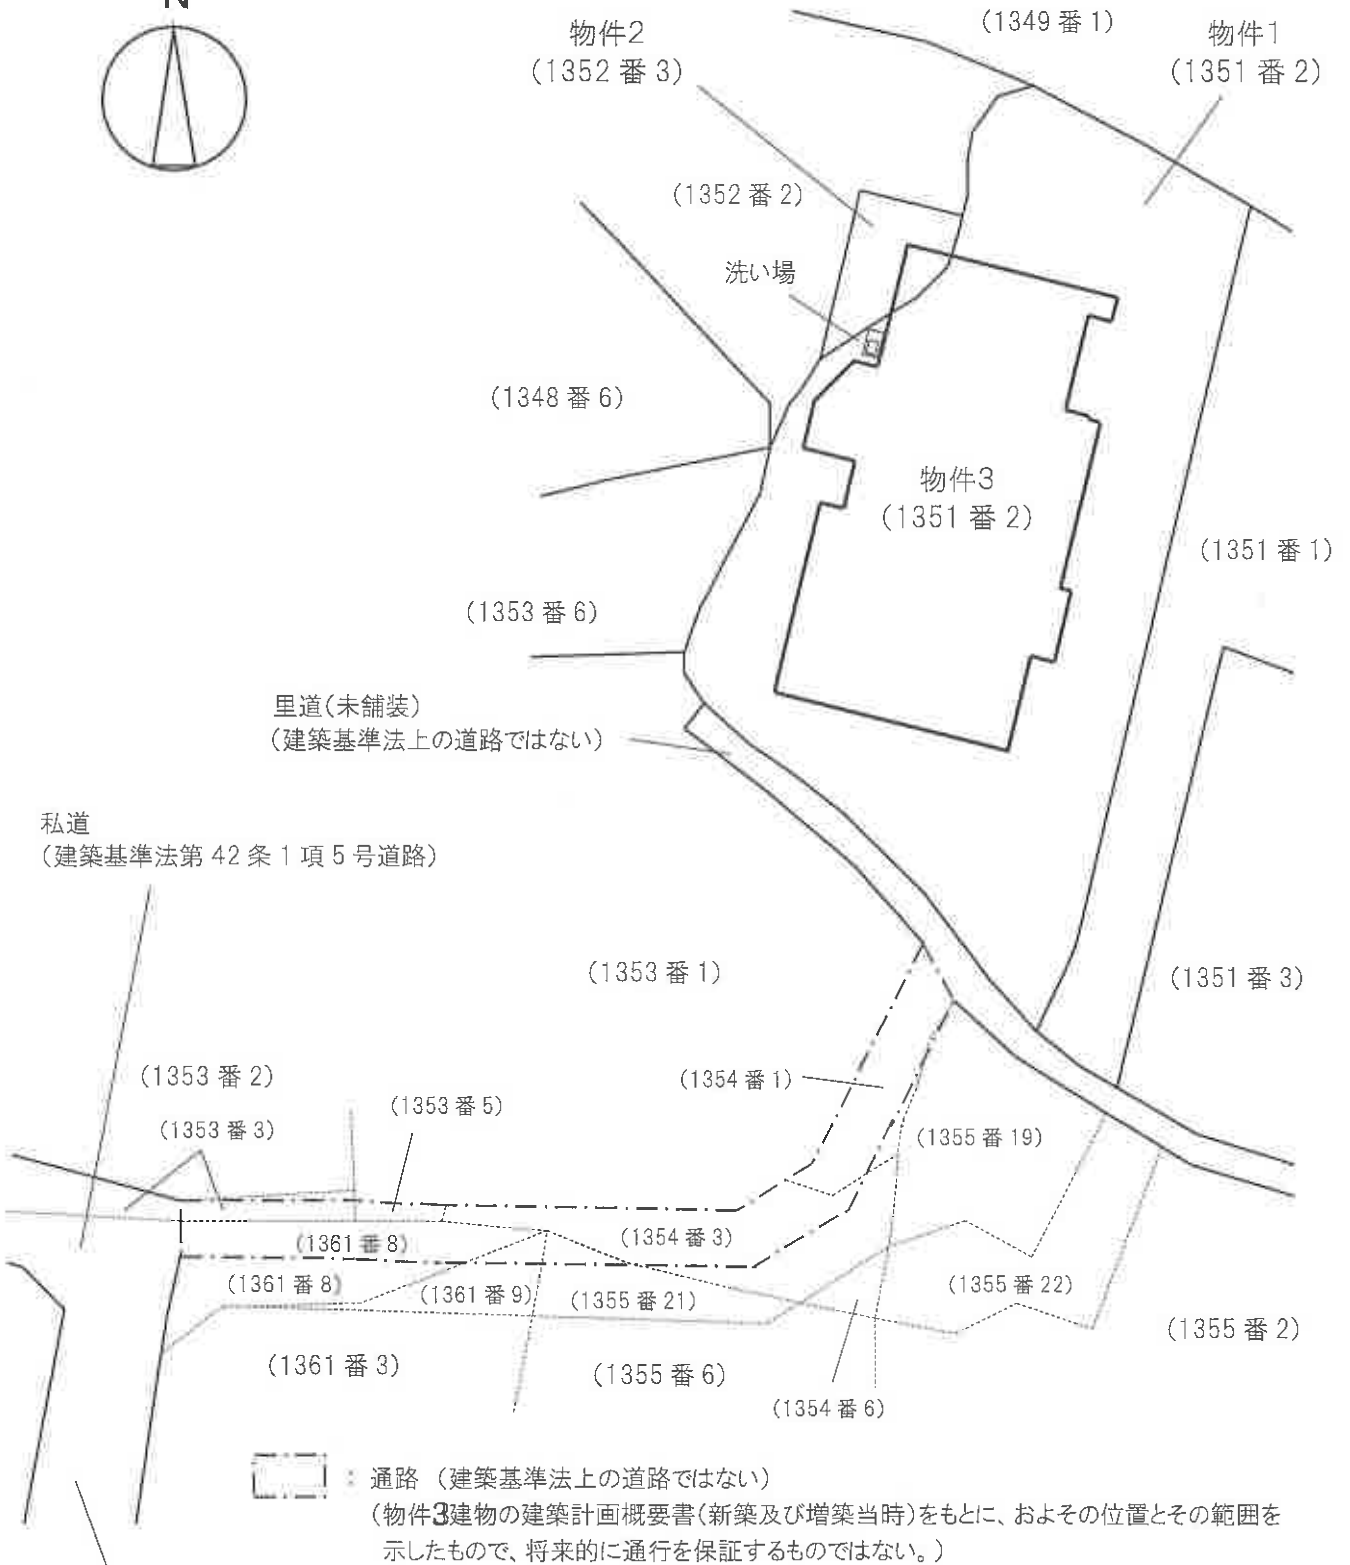 N
(1349番1)
物件2
(1352番3)
物件1
(1351番2)
(1352番2)
洗い場
(1348番6)
物件3
(1351番2)
(1351番1)
(1353番6)
里道(未舗装)
(建築基準法上の道路ではない)
私道
(建築基準法第42条1項5号道路)
(1353番1)
(1351番3)
(1353番2)
(1354番1)
(1353番5)
(1353番3)
(1355番19)
(1361番8)
(1354番3)
(1361番8)
(1361番9)
(1355番21)
(1355番22)
(1355番2)
(1361番3)
(1355番6)
(1354番6)
:通路 (建築基準法上の道路ではない)
(物件3建物の建築計画概要書(新築及び増築当時)をもとに、およその位置とその範囲を
示したもので、将来的に通行を保証するものではない。)